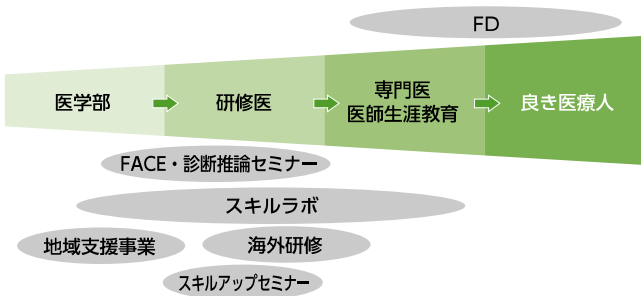 FD
医学部
研修医
専門医
医師生涯教育
良き医療人
FACE・診断推論セミナー
スキルラボ
地域支援事業
海外研修
スキルアップセミナー